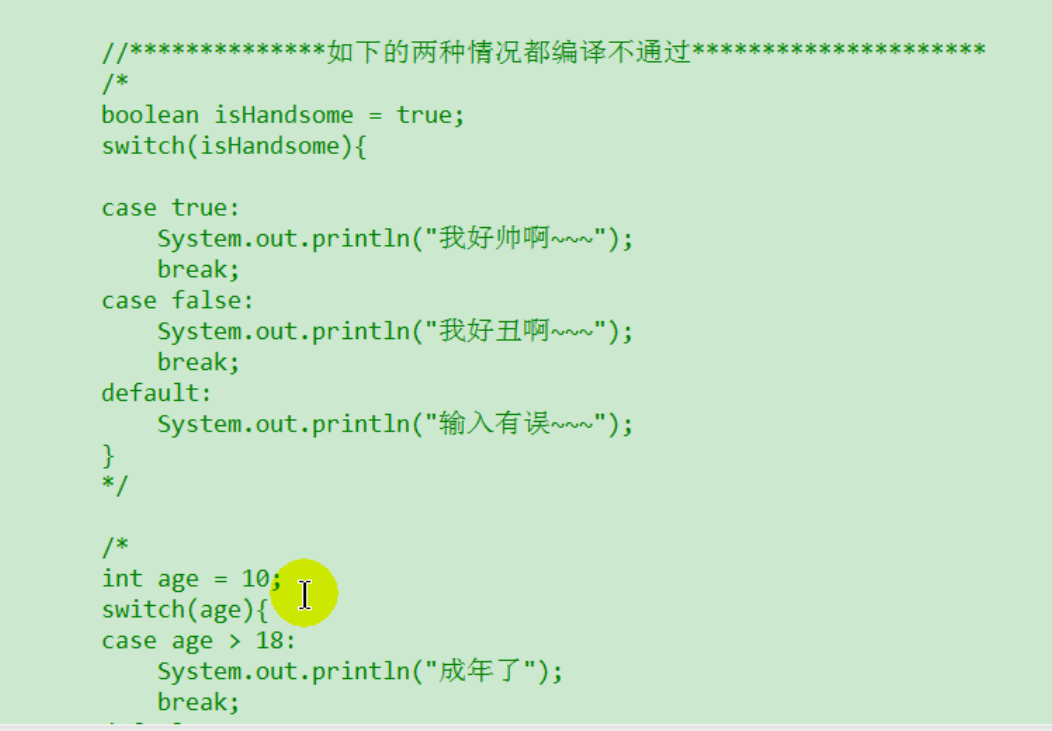 //**************如下的两种情况都编译不通过*********************
/*
boolean isHandsome = true;
switch(isHandsome){
case true:
System.out.println("我好帅啊~~~");
break;
case false:
System.out.println("我好丑啊~~~");
break;
default:
System.out.println("输入有误~~~");
}
*/
/*
int age = 10;
switch(age){
case age > 18:
System.out.println("成年了");
break;